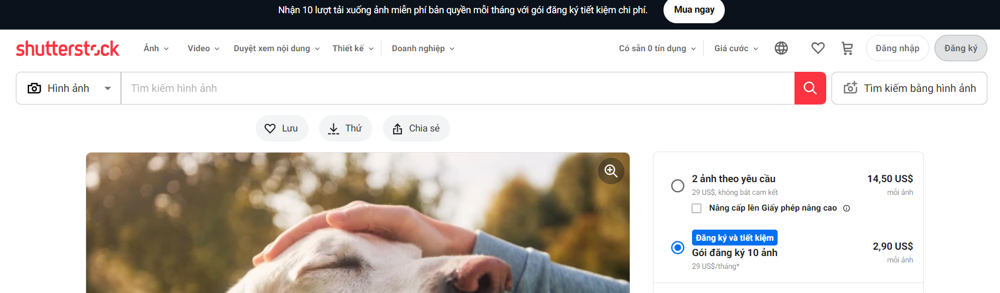 Nhận 10 lượt tải xuống ảnh miễn phí bản quyền mỗi tháng với gói đăng ký tiết kiệm chi phí. Mua ngay
shutterstock Ảnh Video Duyệt xem nội dung Thiết kế Doanh nghiệp Có sẵn 0 tín dụng Giá cước Đăng nhập Đăng ký
Hình ảnh Tìm kiếm hình ảnh Tìm kiếm bằng hình ảnh
Lưu Thử Chia sẻ
2 ảnh theo yêu cầu 14,50 US$
29 US$, không bắt cam kết mỗi ảnh
Nâng cấp lên Giấy phép nâng cao
Đăng ký và tiết kiệm
Gói đăng ký 10 ảnh 2,90 US$
29 US$/tháng* mỗi ảnh